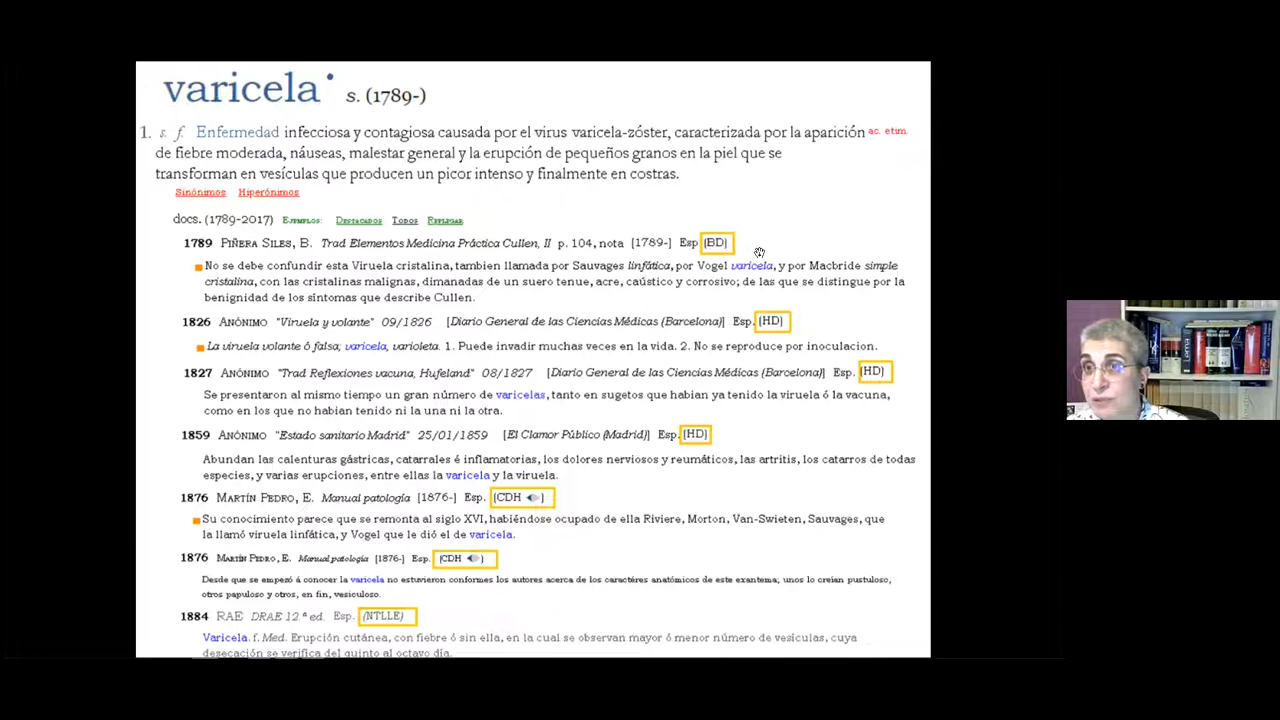 varicela• s. (1789-)
1. s. f. Enfermedad infecciosa y contagiosa causada por el virus varicela-zóster, caracterizada por la aparición ac. etim.
de fiebre moderada, náuseas, malestar general y la erupción de pequeños granos en la piel que se
transforman en vesículas que producen un picor intenso y finalmente en costras.
Sinónimos Hiperónimos
docs. (1789-2017) Ejemplos: Destacados Todos Replegar
1789 Piñera Siles, B. Trad Elementos Medicina Práctica Cullen, II p. 104, nota [1789-] Esp (BD)
No se debe confundir esta Viruela cristalina, tambien llamada por Sauvages linfática, por Vogel varicela, y por Macbride simple
cristalina, con las cristalinas malignas, dimanadas de un suero tenue, acre, caústico y corrosivo; de las que se distingue por la
benignidad de los síntomas que describe Cullen.
1826 Anónimo "Viruela y volante" 09/1826 [Diario General de las Ciencias Médicas (Barcelona)] Esp. (HD)
La viruela volante ó falsa; varicela, varioleta. 1. Puede invadir muchas veces en la vida. 2. No se reproduce por inoculacion.
1827 Anónimo "Trad Reflexiones vacuna, Hufeland" 08/1827 [Diario General de las Ciencias Médicas (Barcelona)] Esp. (HD)
Se presentaron al mismo tiempo un gran número de varicelas, tanto en sugetos que habian ya tenido la viruela ó la vacuna,
como en los que no habian tenido ni la una ni la otra.
1859 Anónimo "Estado sanitario Madrid" 25/01/1859 [El Clamor Público (Madrid)] Esp. (HD)
Abundan las calenturas gástricas, catarrales é inflamatorias, los dolores nerviosos y reumáticos, las artritis, los catarros de todas
especies, y varias erupciones, entre ellas la varicela y la viruela.
1876 Martín Pedro, E. Manual patología [1876-] Esp. (CDH)
Su conocimiento parece que se remonta al siglo XVI, habiéndose ocupado de ella Riviere, Morton, Van-Swieten, Sauvages, que
la llamó viruela linfática, y Vogel que le dió el de varicela.
1876 Martín Pedro, E. Manual patología [1876-] Esp. (CDH)
Desde que se empezó á conocer la varicela no estuvieron conformes los autores acerca de los caractéres anatómicos de este exantema; unos lo creian pustuloso,
otros papuloso y otros, en fin, vesiculoso.
1884 RAE DRAE 12.ª ed. Esp. (NTLLE)
Varicela. f. Med. Erupción cutánea, con fiebre ó sin ella, en la cual se observan mayor ó menor número de vesículas, cuya
desecación se verifica del quinto al octavo día.
Lema